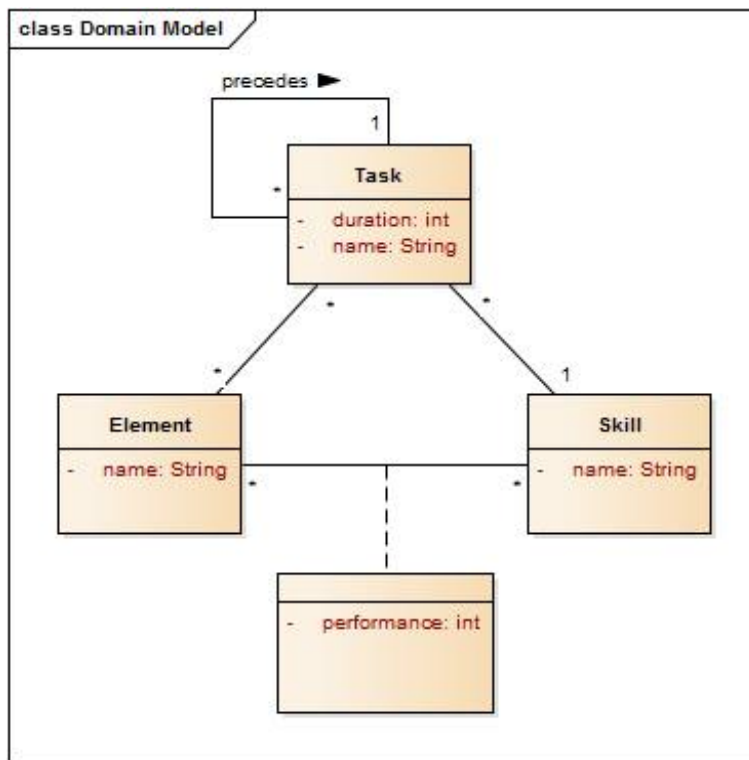 class Domain Model
precedes ►
1
Task
*
- duration: int
- name: String
*
*
*
1
Element
Skill
- name: String
- name: String
*
*
- performance: int